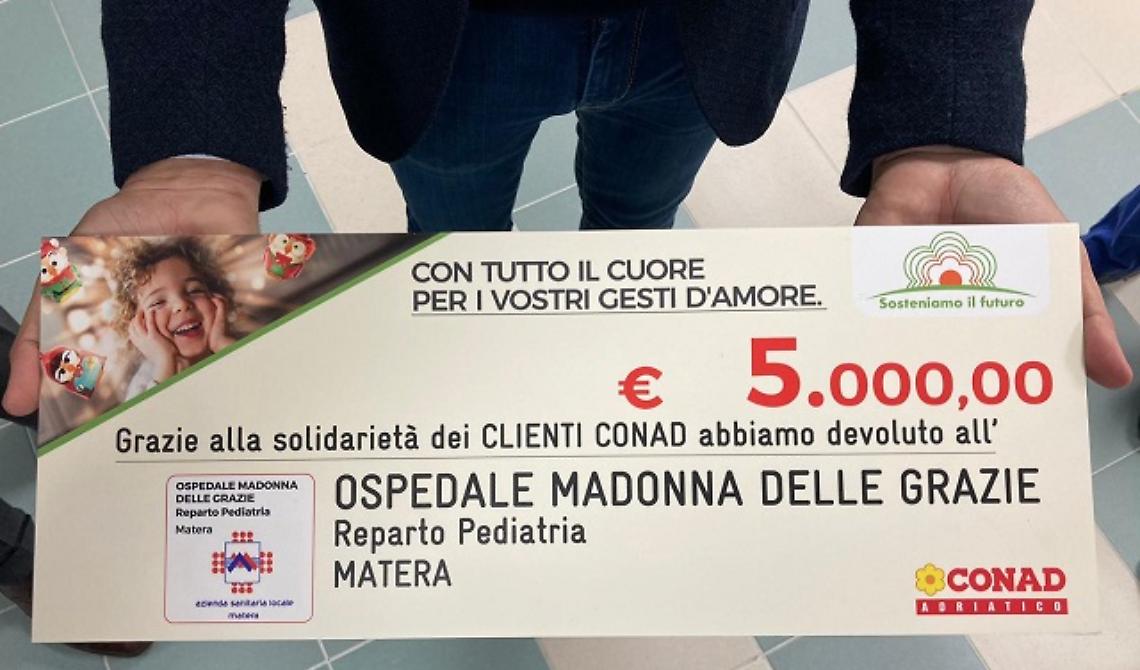 CON TUTTO IL CUORE
PER I VOSTRI GESTI D'AMORE.
Sosteniamo il futuro
€ 5.000,00
Grazie alla solidarietà dei CLIENTI CONAD abbiamo devoluto all'
OSPEDALE MADONNA
DELLE GRAZIE
Reparto Pediatria
Matera
azienda sanitaria locale
matera
OSPEDALE MADONNA DELLE GRAZIE
Reparto Pediatria
MATERA
CONAD
ADRIATICO